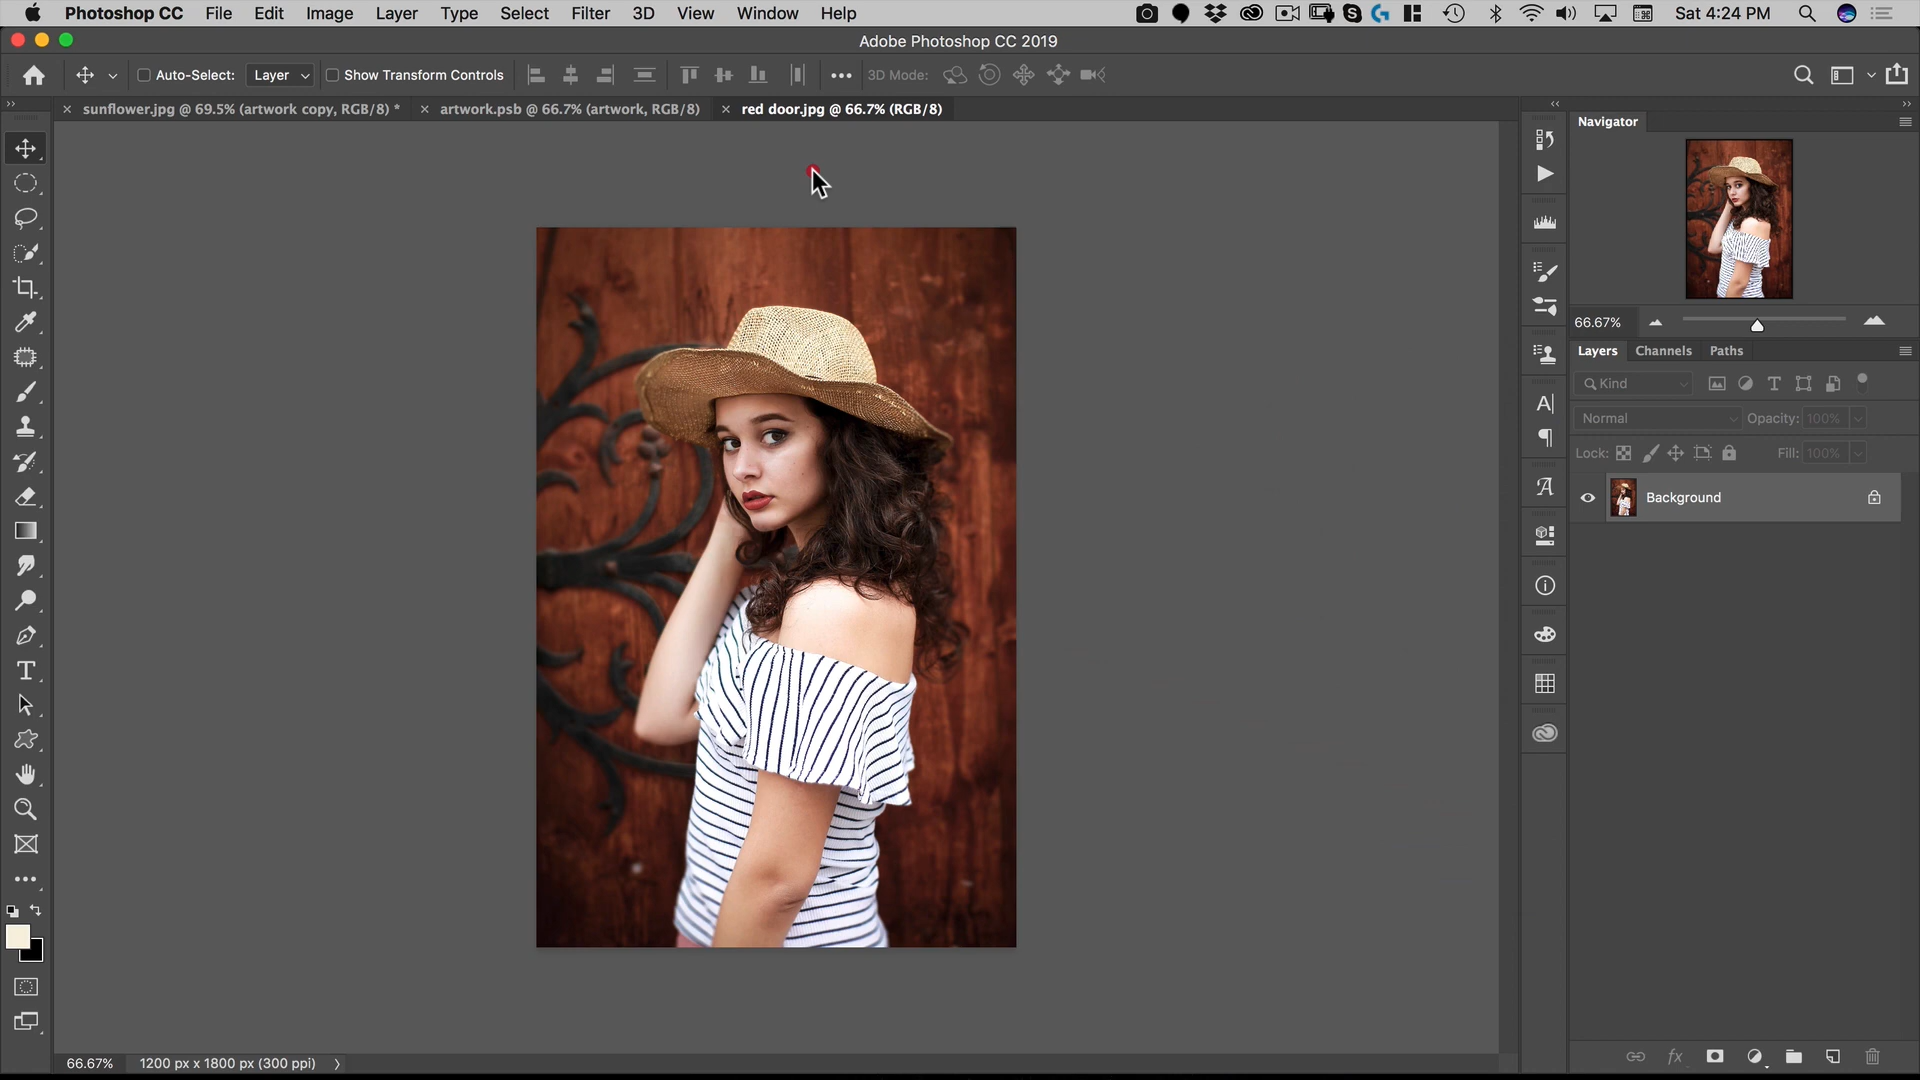 Photoshop CC File Edit Image Layer Type Select Filter 3D View Window Help Sat 4:24 PM
Adobe Photoshop CC 2019
Auto-Select: Layer Show Transform Controls 3D Mode:
sunflower.jpg @ 69.5% (artwork copy, RGB/8) * artwork.psb @ 66.7% (artwork, RGB/8) red door.jpg @ 66.7% (RGB/8)
Navigator
66.67%
Layers Channels Paths
Kind
Normal Opacity: 100%
Lock: Fill: 100%
Background
66.67% 1200 px x 1800 px (300 ppi)